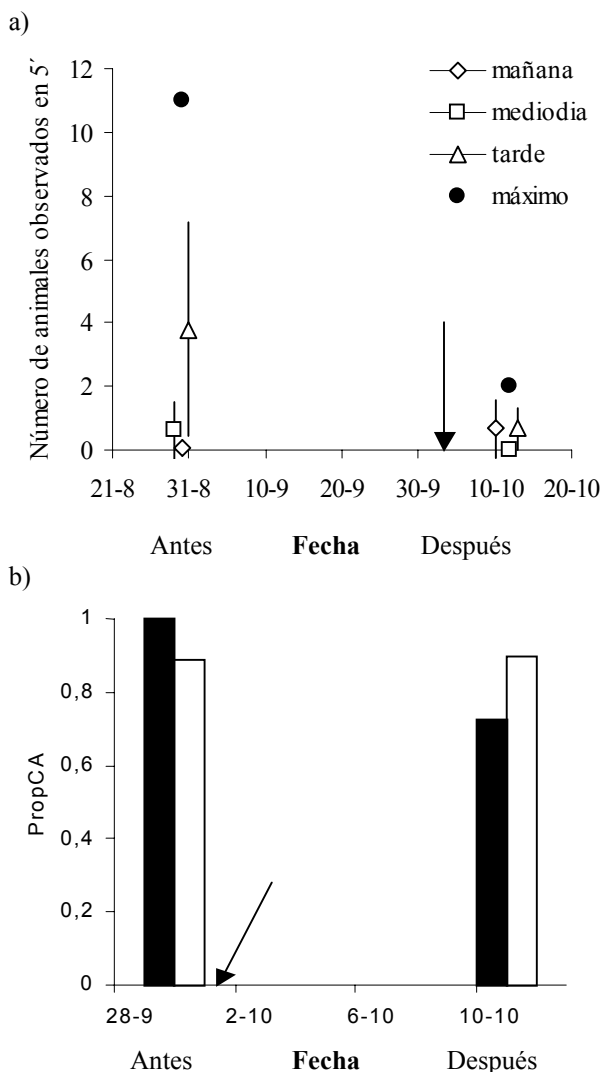 a)
Número de animales observados en 5´
12
10
8
6
4
2
0
mañana
mediodia
tarde
máximo
21-8 31-8 10-9 20-9 30-9 10-10 20-10
Antes Fecha Después
b)
PropCA
1
0,8
0,6
0,4
0,2
0
28-9 2-10 6-10 10-10
Antes Fecha Después